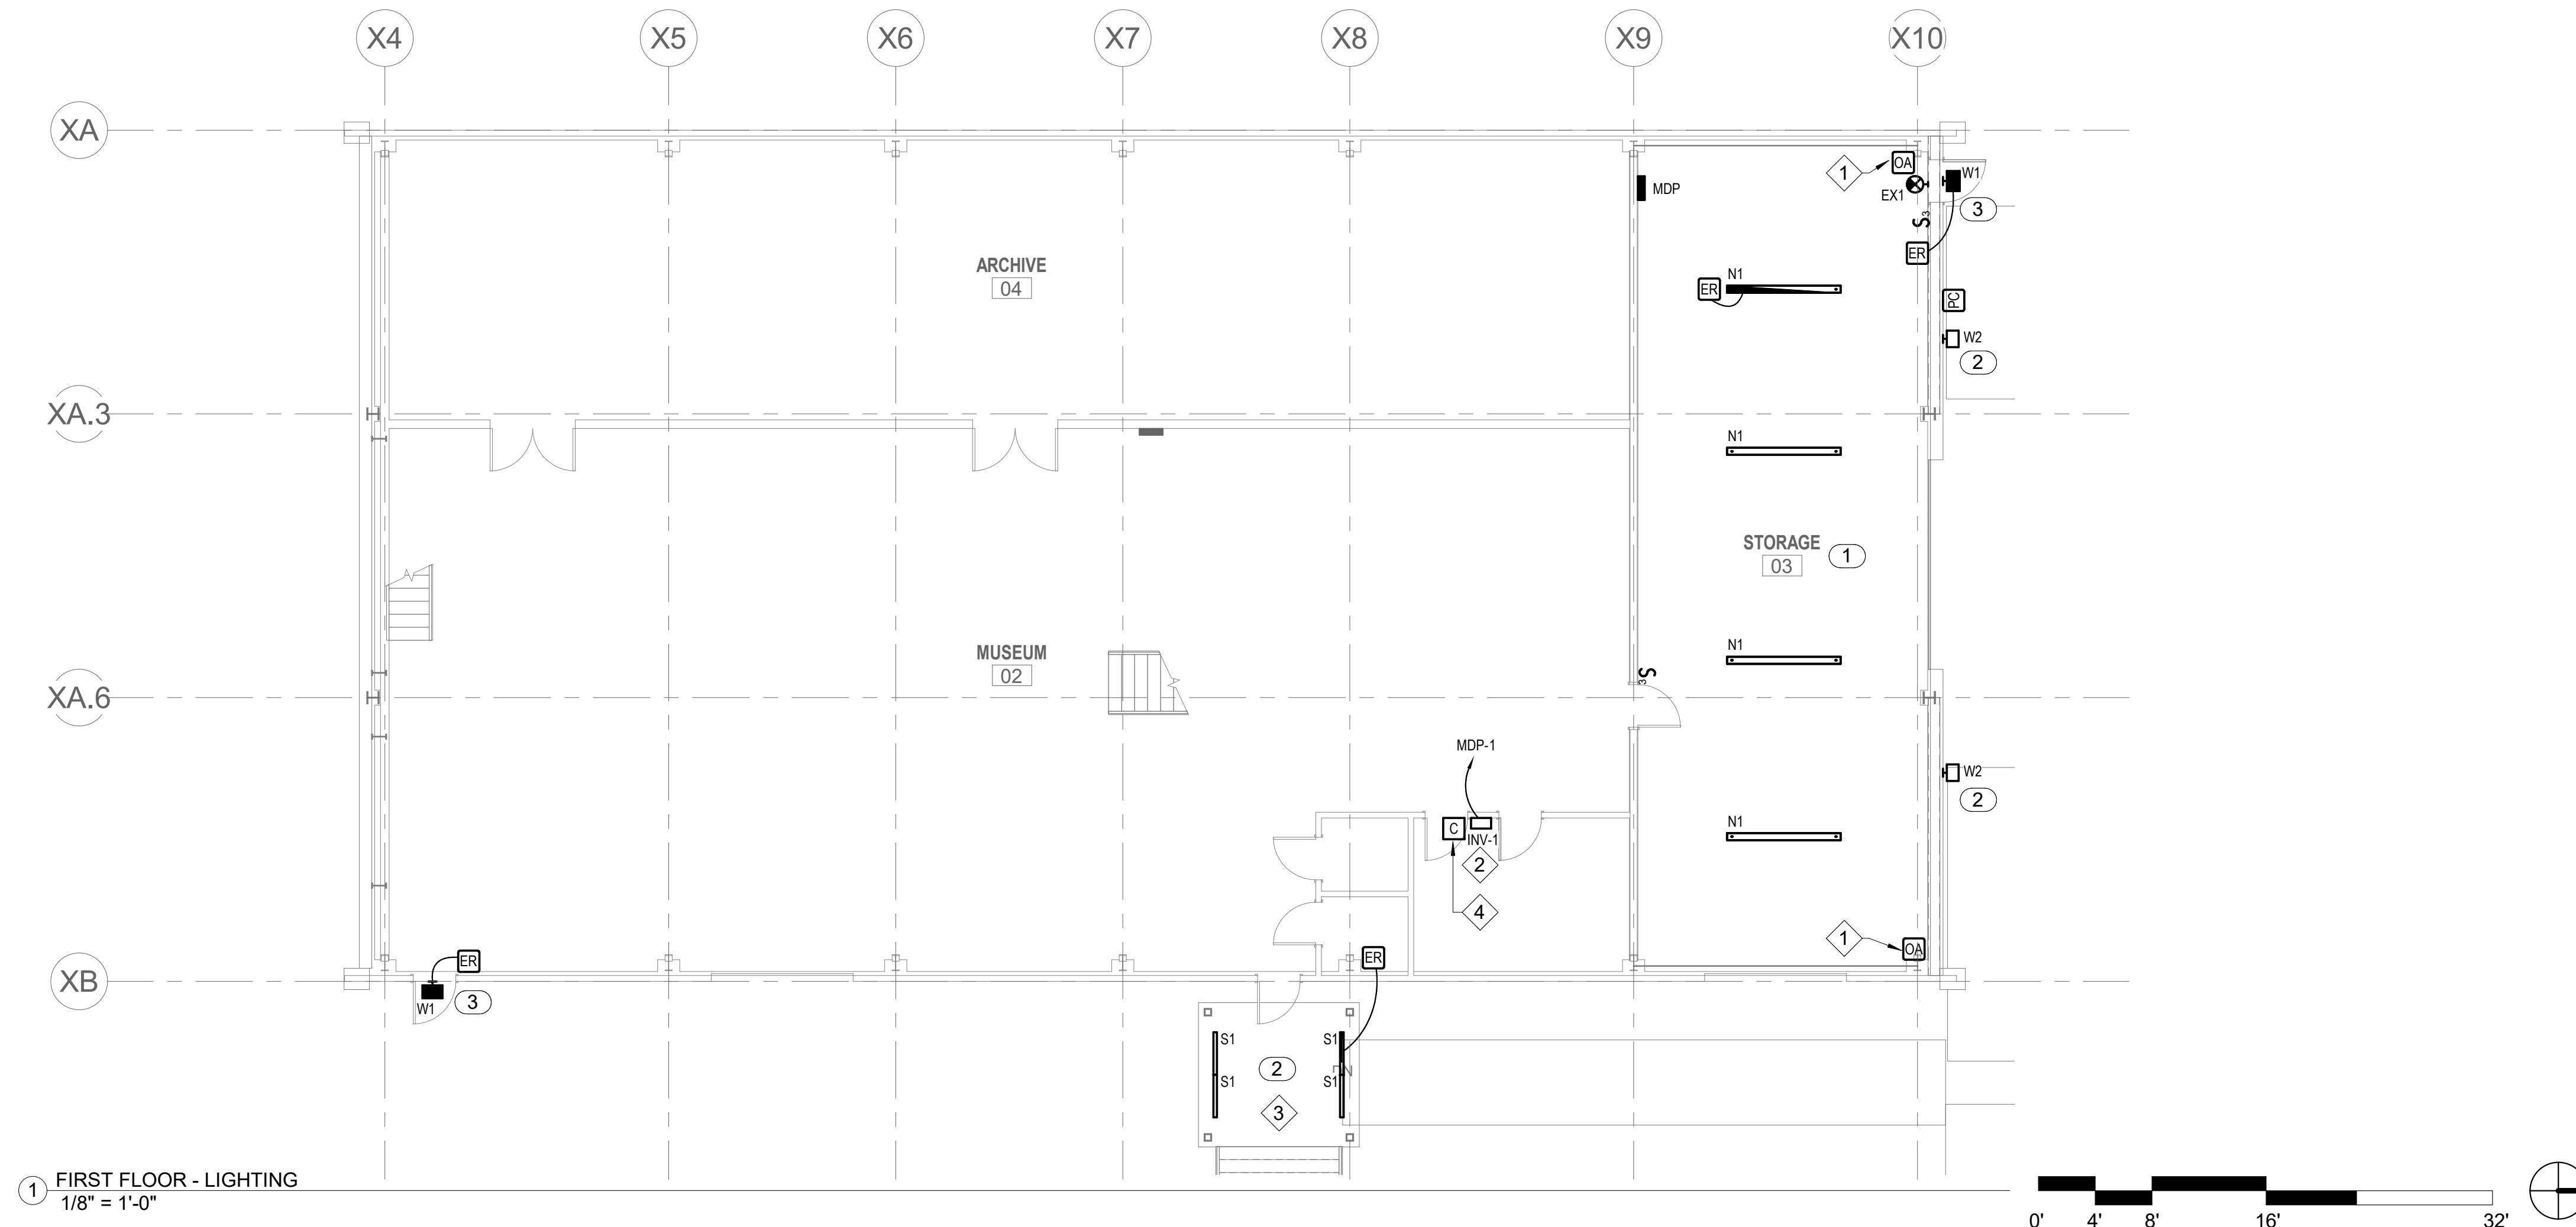 X4 X5 X6 X7 X8 X9 X10
XA
1 OA W1
MDP EX1
3
S3
ER
ARCHIVE
04
N1
ER
PC
W2
2
XA.3
N1
STORAGE 1
03
MUSEUM
02
N1
S3
XA.6
MDP-1
W2
2
N1
C
INV-1
2
4
1 OA
XB
ER
ER
W1 3
S1 S1
2
DN
S1 S1
3
1 FIRST FLOOR - LIGHTING
1/8" = 1'-0"
0' 4' 8' 16' 32'